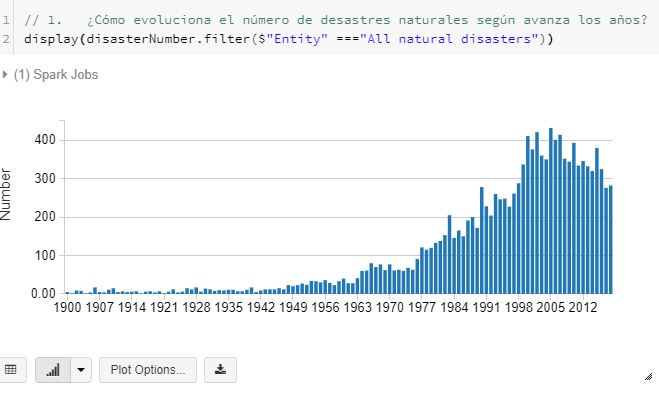 1 // 1.   ¿Cómo evoluciona el número de desastres naturales según avanza los años?
2 display(disasterNumber.filter($"Entity" ==="All natural disasters"))
(1) Spark Jobs
Number
400
300
200
100
0.00
1900 1907 1914 1921 1928 1935 1942 1949 1956 1963 1970 1977 1984 1991 1998 2005 2012
Plot Options...